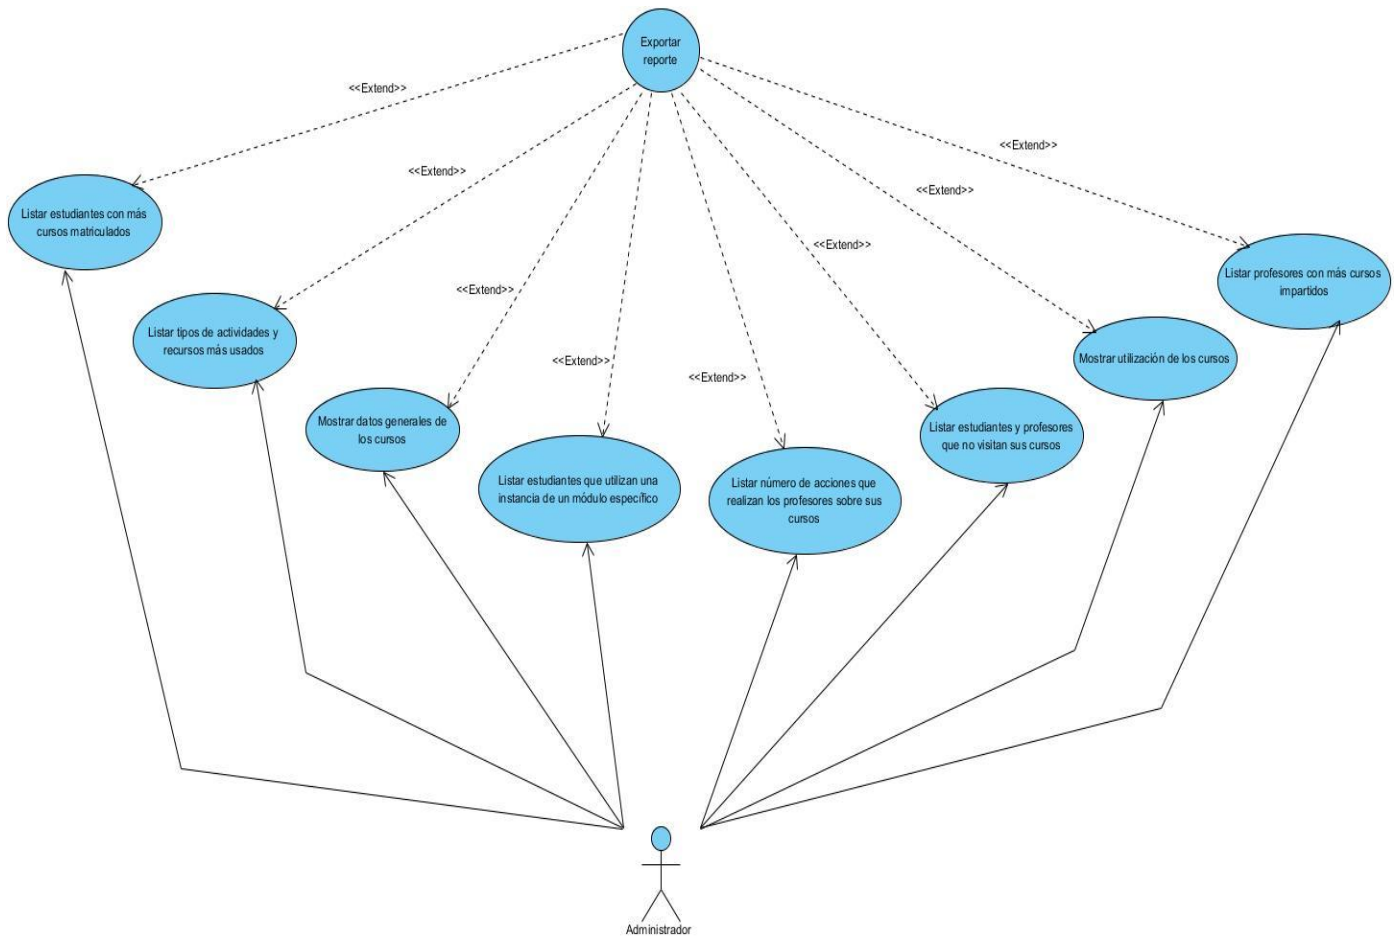 Exportar
reporte
<<Extend>>
<<Extend>>
<<Extend>>
<<Extend>>
<<Extend>>
<<Extend>>
<<Extend>>
<<Extend>>
Listar estudiantes con más
cursos matriculados
Listar tipos de actividades y
recursos más usados
Mostrar datos generales de
los cursos
Listar estudiantes que utilizan una
instancia de un módulo específico
Listar número de acciones que
realizan los profesores sobre sus
cursos
Listar estudiantes y profesores
que no visitan sus cursos
Mostrar utilización de los cursos
Listar profesores con más cursos
impartidos
Administrador